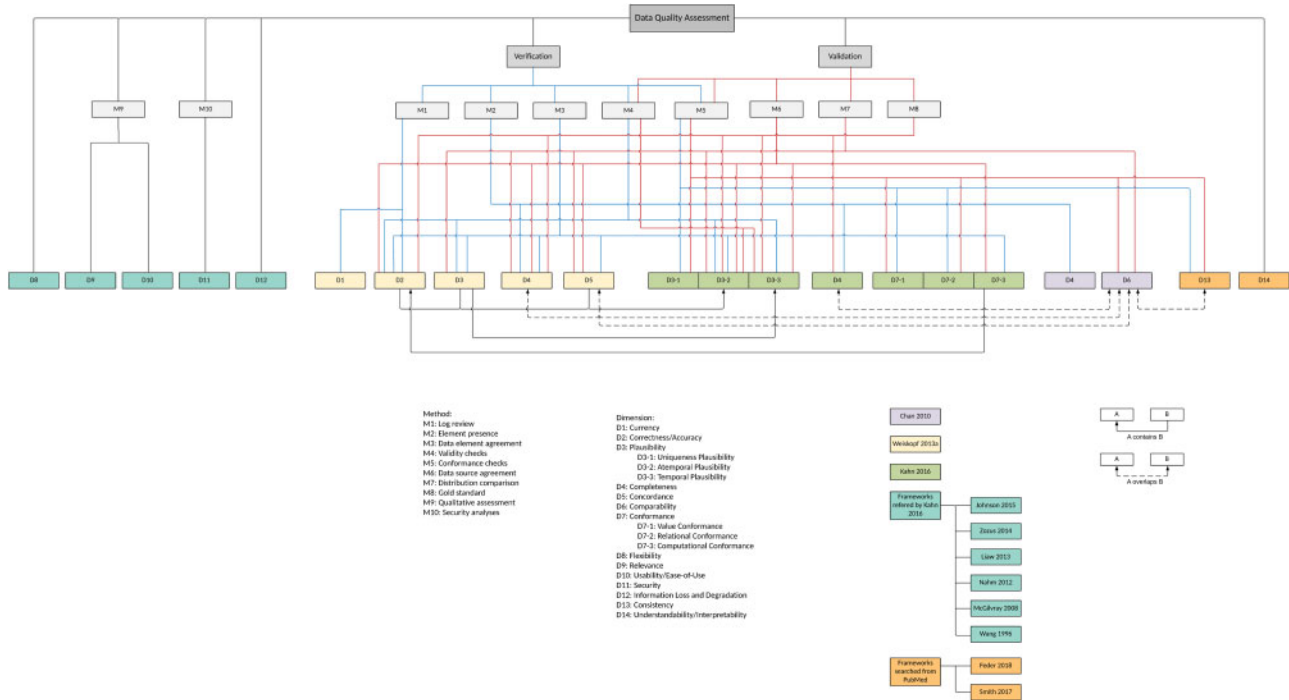 Data Quality Assessment
Verification
Validation
M9
M10
M1
M2
M3
M4
M5
M6
M7
M8
D8
D9
D10
D11
D12
D1
D2
D3
D4
D5
D3-1
D3-2
D3-3
D4
D7-1
D7-2
D7-3
D4
D6
D13
D14
Method:
M1: Log review
M2: Element presence
M3: Data element agreement
M4: Validity checks
M5: Conformance checks
M6: Data source agreement
M7: Distribution comparison
M8: Gold standard
M9: Qualitative assessment
M10: Security analyses
Dimension:
D1: Currency
D2: Correctness/Accuracy
D3: Plausibility
D3-1: Uniqueness Plausibility
D3-2: Atemporal Plausibility
D3-3: Temporal Plausibility
D4: Completeness
D5: Concordance
D6: Comparability
D7: Conformance
D7-1: Value Conformance
D7-2: Relational Conformance
D7-3: Computational Conformance
D8: Flexibility
D9: Relevance
D10: Usability/Ease-of-Use
D11: Security
D12: Information Loss and Degradation
D13: Consistency
D14: Understandability/Interpretability
Chan 2010
Weiskopf 2013a
Kahn 2016
Frameworks
refered by Kahn
2016
Johnson 2015
Zozus 2014
Liaw 2013
Nahm 2012
McGilvray 2008
Wang 1996
Frameworks
searched from
PubMed
Feder 2018
Smith 2017
A
B
A contains B
A
B
A overlaps B